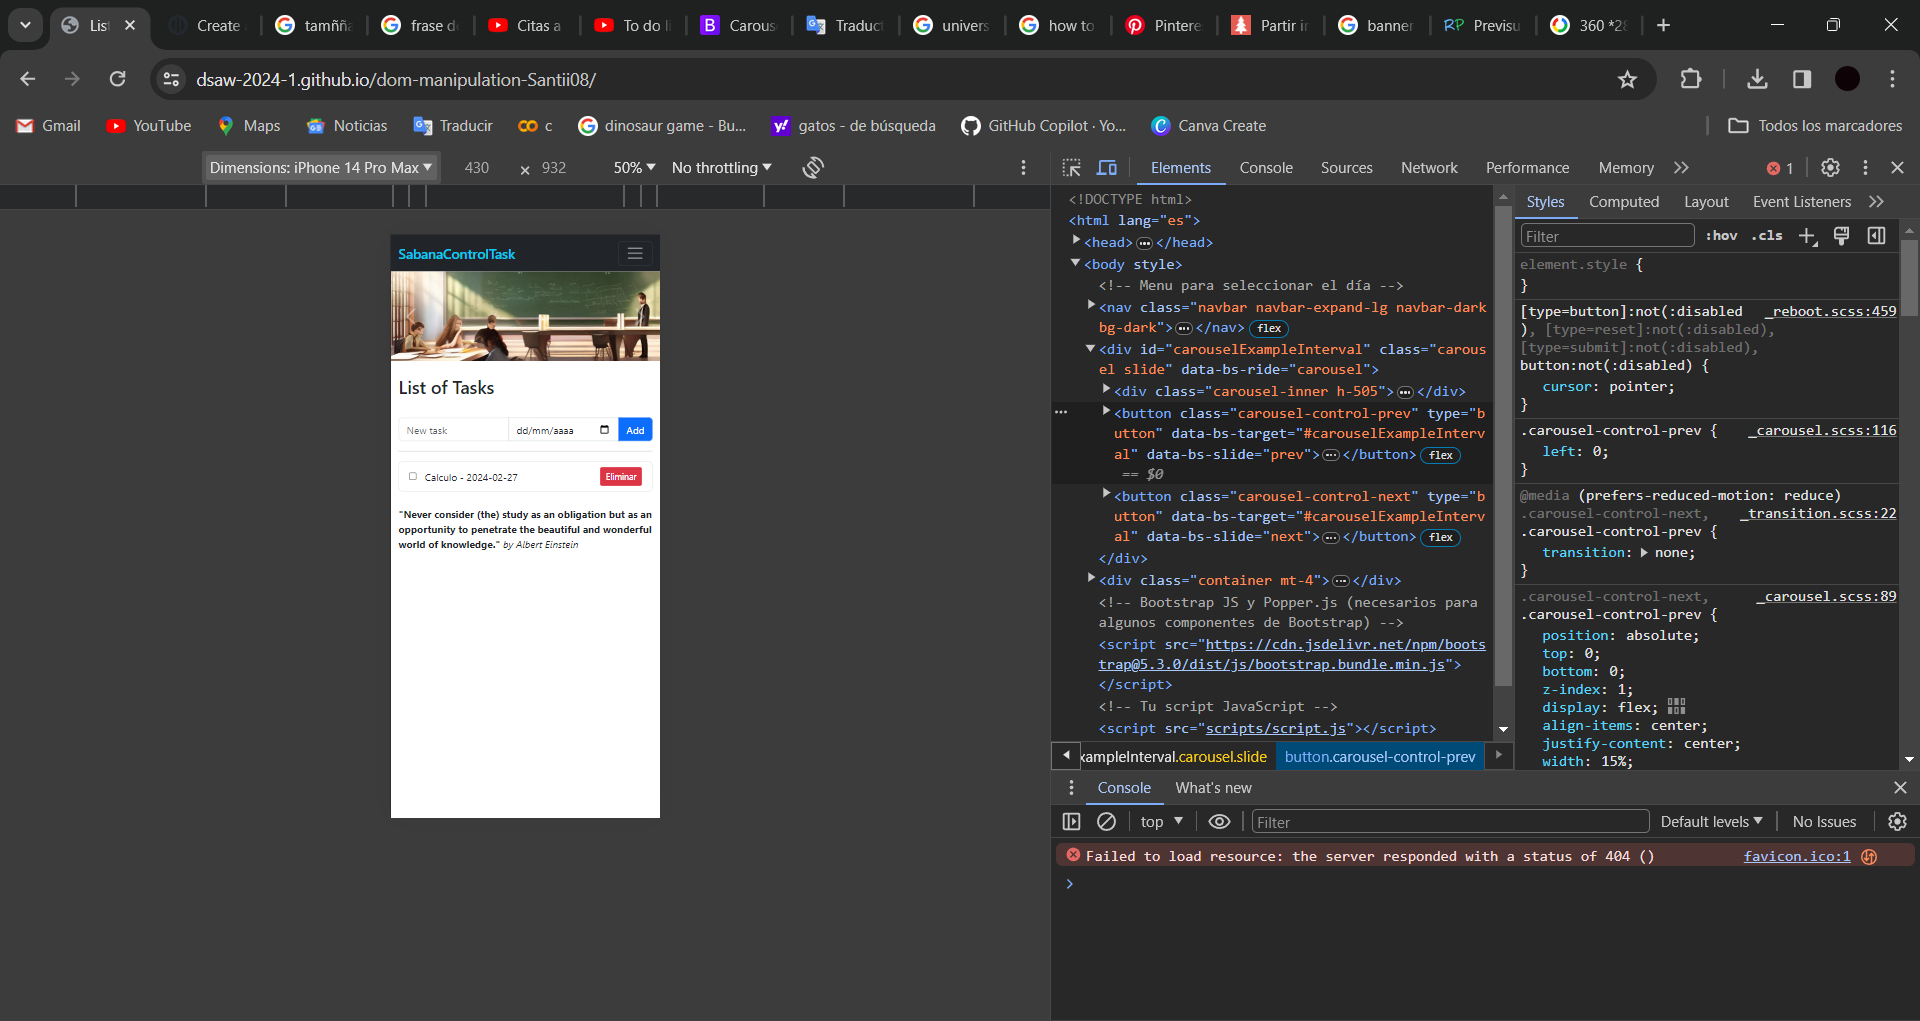 Lis
Create
tamñña
frase d
Citas a
To do li
Carous
Traduct
univers
how to
Pintere
Partir ir
banner
RP Previsu
360 *28
dsaw-2024-1.github.io/dom-manipulation-Santii08/
Gmail
YouTube
Maps
Noticias
Traducir
c
dinosaur game - Bu...
gatos - de búsqueda
GitHub Copilot · Yo...
Canva Create
Todos los marcadores
Dimensions: iPhone 14 Pro Max
430
×
932
50%
No throttling
SabanaControlTask
List of Tasks
New task
dd/mm/aaaa
Add
Calculo - 2024-02-27
Eliminar
"Never consider (the) study as an obligation but as an
opportunity to penetrate the beautiful and wonderful
world of knowledge." by Albert Einstein
Elements
Console
Sources
Network
Performance
Memory
1
<!DOCTYPE html>
<html lang="es">
<head>…</head>
<body style>
<!-- Menu para seleccionar el día -->
<nav class="navbar navbar-expand-lg navbar-dark
bg-dark">…</nav> flex
<div id="carouselExampleInterval" class="carous
el slide" data-bs-ride="carousel">
<div class="carousel-inner h-505">…</div>
<button class="carousel-control-prev" type="b
utton" data-bs-target="#carouselExampleInterv
al" data-bs-slide="prev">…</button> flex
== $0
<button class="carousel-control-next" type="b
utton" data-bs-target="#carouselExampleInterv
al" data-bs-slide="next">…</button> flex
</div>
<div class="container mt-4">…</div>
<!-- Bootstrap JS y Popper.js (necesarios para
algunos componentes de Bootstrap) -->
<script src="https://cdn.jsdelivr.net/npm/boots
trap@5.3.0/dist/js/bootstrap.bundle.min.js">
</script>
<!-- Tu script JavaScript -->
<script src="scripts/script.js"></script>
xampleInterval.carousel.slide
button.carousel-control-prev
Styles
Computed
Layout
Event Listeners
Filter
:hov
.cls
element.style {
}
[type=button]:not(:disabled _reboot.scss:459
), [type=reset]:not(:disabled),
[type=submit]:not(:disabled),
button:not(:disabled) {
cursor: pointer;
}
.carousel-control-prev { _carousel.scss:116
left: 0;
}
@media (prefers-reduced-motion: reduce)
.carousel-control-next, _transition.scss:22
.carousel-control-prev {
transition: none;
}
.carousel-control-next, _carousel.scss:89
.carousel-control-prev {
position: absolute;
top: 0;
bottom: 0;
z-index: 1;
display: flex;
align-items: center;
justify-content: center;
width: 15%;
Console
What's new
top
Filter
Default levels
No Issues
Failed to load resource: the server responded with a status of 404 ()
favicon.ico:1